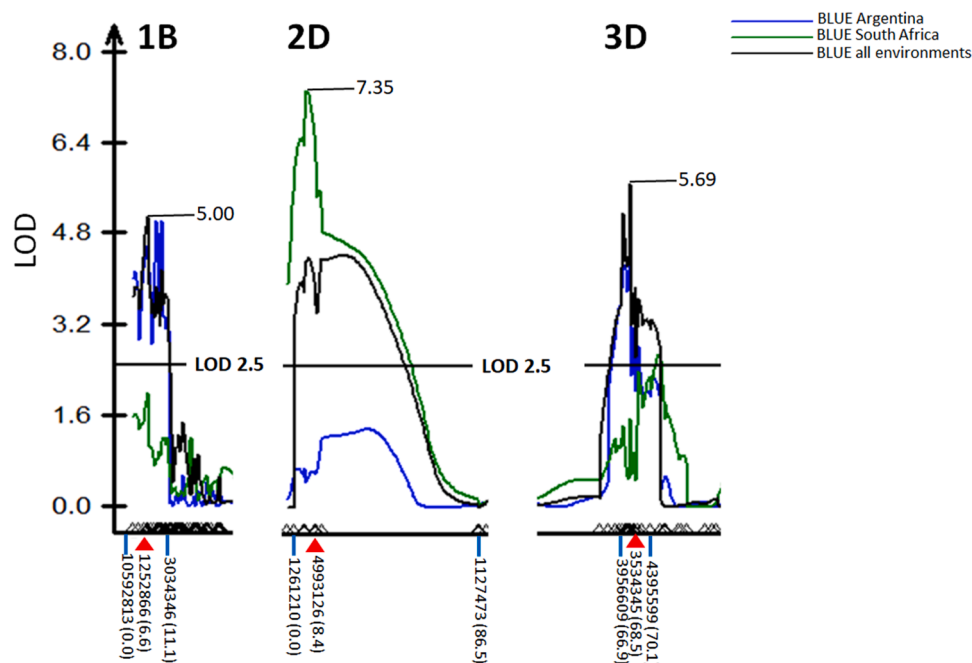 1B
2D
3D
BLUE Argentina
BLUE South Africa
BLUE all environments
8.0
6.4
4.8
3.2
1.6
0.0
LOD
5.00
7.35
5.69
LOD 2.5
LOD 2.5
10592813 (0.0)
1252866 (6.6)
3034346 (11.1)
1261210 (0.0)
4993126 (8.4)
1127473 (86.5)
3956609 (66.9)
3534345 (68.5)
4395599 (70.1